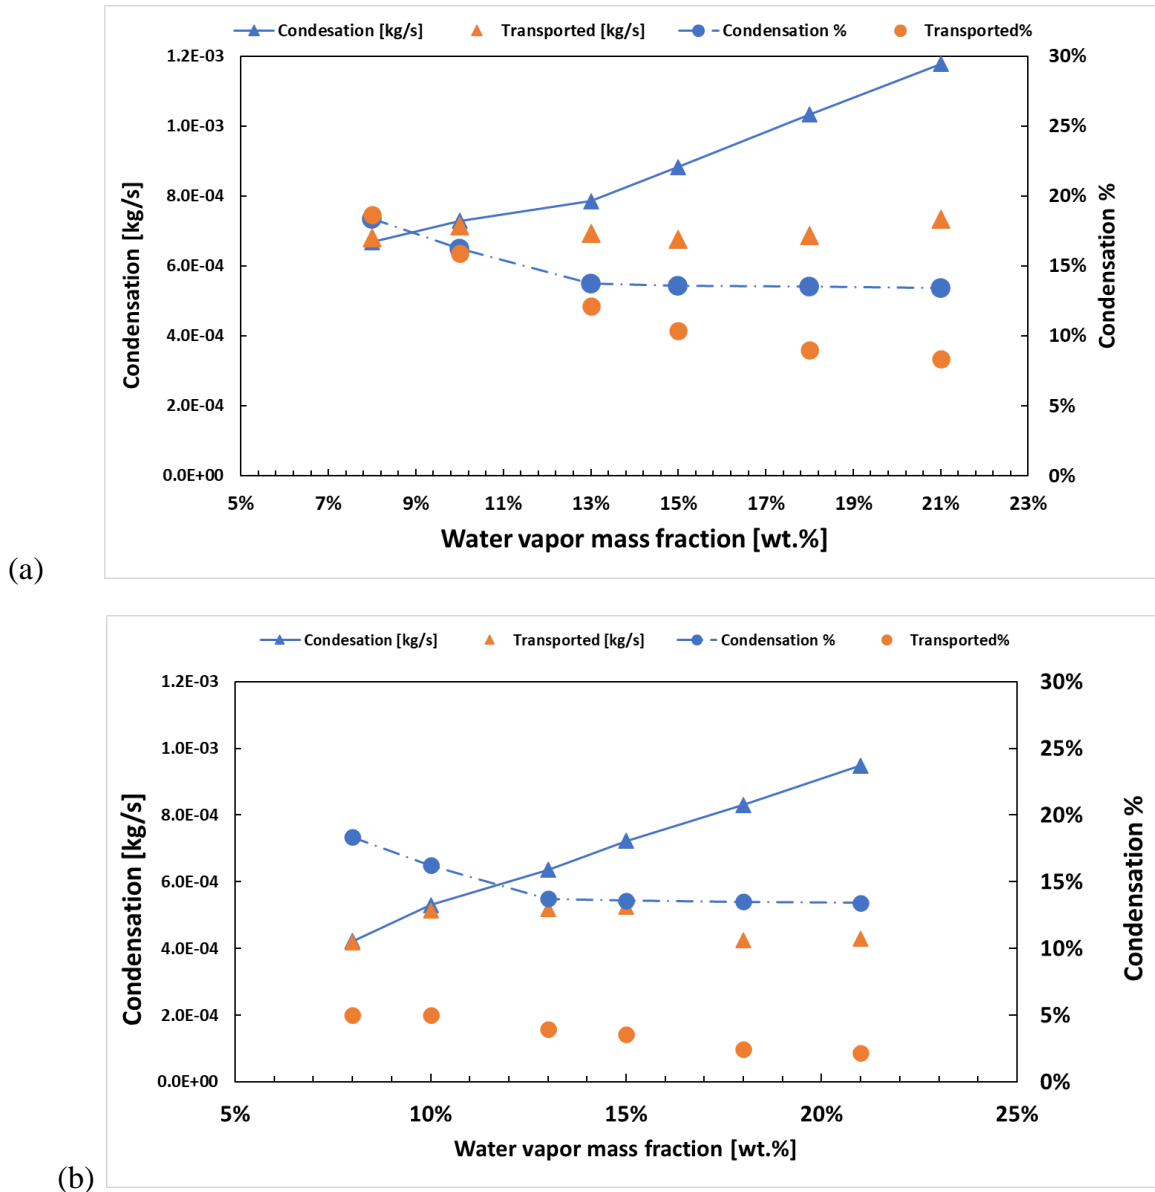 Condesation [kg/s] Transported [kg/s] Condensation % Transported%
1.2E-03 30%
1.0E-03 25%
8.0E-04 20%
6.0E-04 15%
4.0E-04 10%
2.0E-04 5%
0.0E+00 0%
Condensation [kg/s]
Condensation %
5% 7% 9% 11% 13% 15% 17% 19% 21% 23%
Water vapor mass fraction [wt.%]
(a)
Condesation [kg/s] Transported [kg/s] Condensation % Transported%
1.2E-03 30%
1.0E-03 25%
8.0E-04 20%
6.0E-04 15%
4.0E-04 10%
2.0E-04 5%
0.0E+00 0%
Condensation [kg/s]
Condensation %
5% 10% 15% 20% 25%
Water vapor mass fraction [wt.%]
(b)